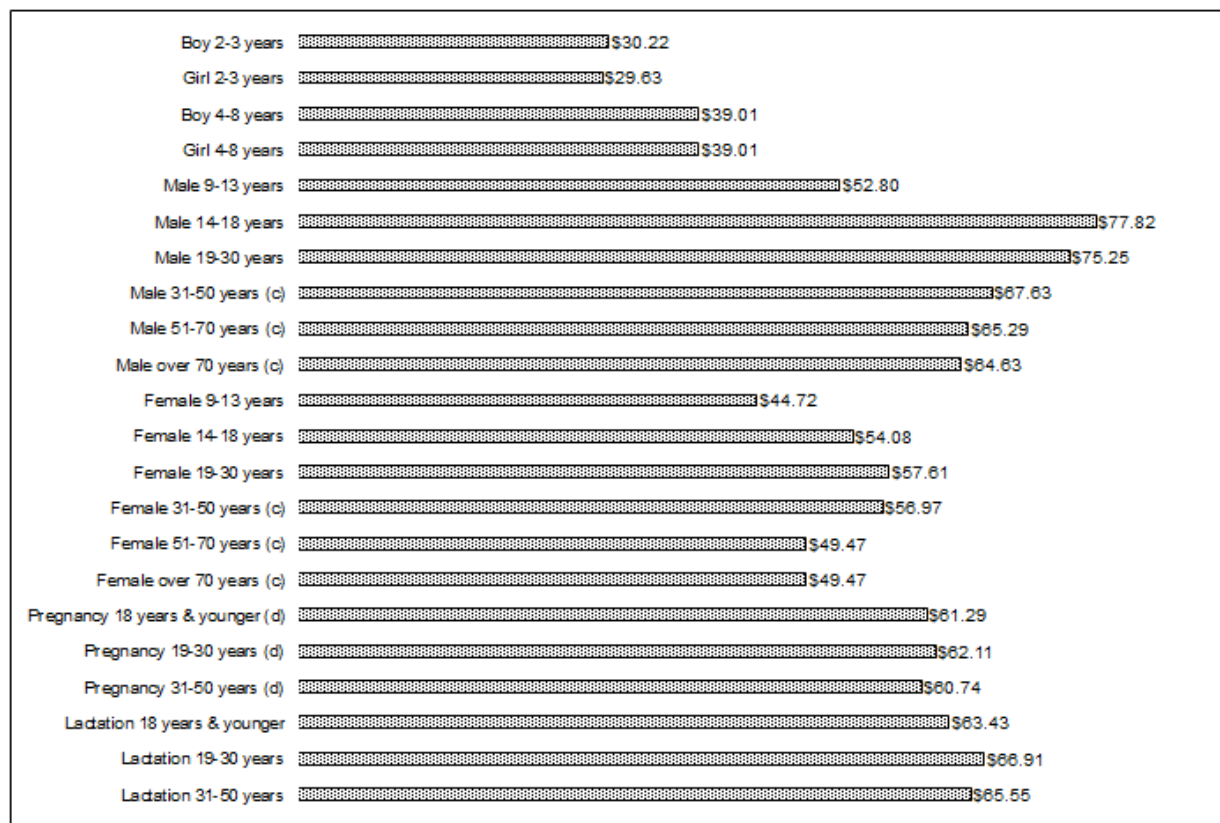 Boy 2-3 years $30.22
Girl 2-3 years $29.63
Boy 4-8 years $39.01
Girl 4-8 years $39.01
Male 9-13 years $52.80
Male 14-18 years $77.82
Male 19-30 years $75.25
Male 31-50 years (c) $67.63
Male 51-70 years (c) $65.29
Male over 70 years (c) $64.63
Female 9-13 years $44.72
Female 14-18 years $54.08
Female 19-30 years $57.61
Female 31-50 years (c) $56.97
Female 51-70 years (c) $49.47
Female over 70 years (c) $49.47
Pregnancy 18 years & younger (d) $61.29
Pregnancy 19-30 years (d) $62.11
Pregnancy 31-50 years (d) $60.74
Lactation 18 years & younger $63.43
Lactation 19-30 years $66.91
Lactation 31-50 years $65.55